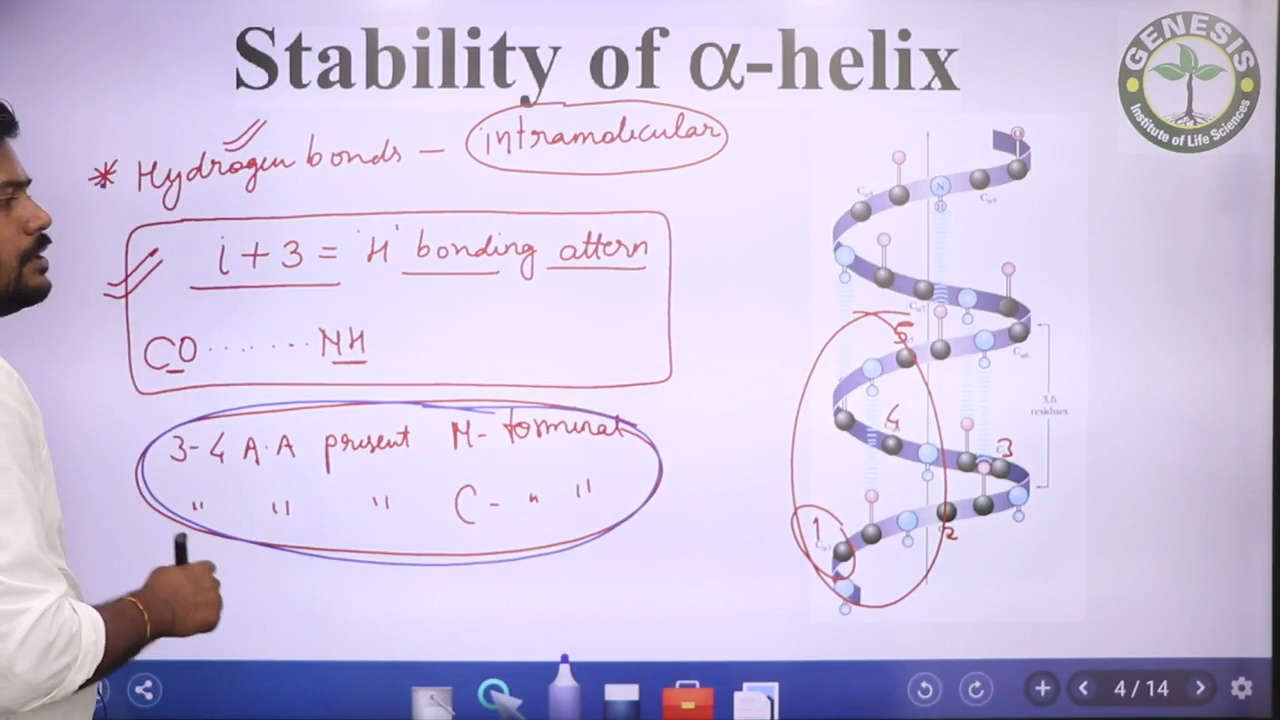 Stability of α-helix
GENESIS
Institute of Life Sciences
* Hydrogen bonds – intramolecular
i + 3 = 'H' bonding attern
CO ........ NH
3-4 A.A present N- terminal
" " " C- " "
N
H
5
3.6
residues
4
3
1
2
4 / 14